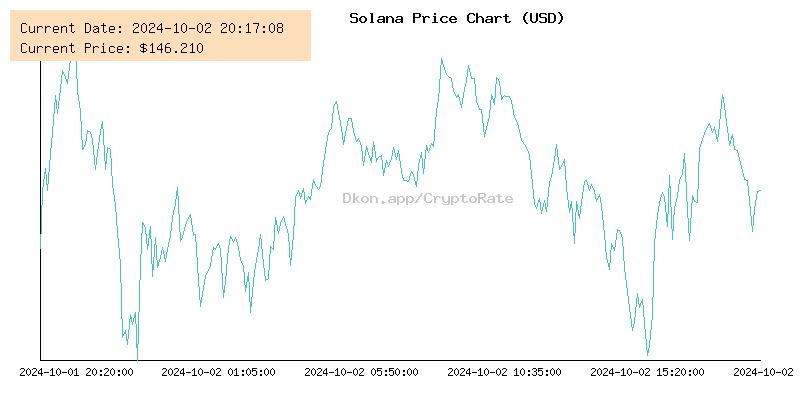 Solana Price Chart (USD)
Current Date: 2024-10-02 20:17:08
Current Price: $146.210
Dkon.app/CryptoRate
2024-10-01 20:20:00 2024-10-02 01:05:00 2024-10-02 05:50:00 2024-10-02 10:35:00 2024-10-02 15:20:00 2024-10-02